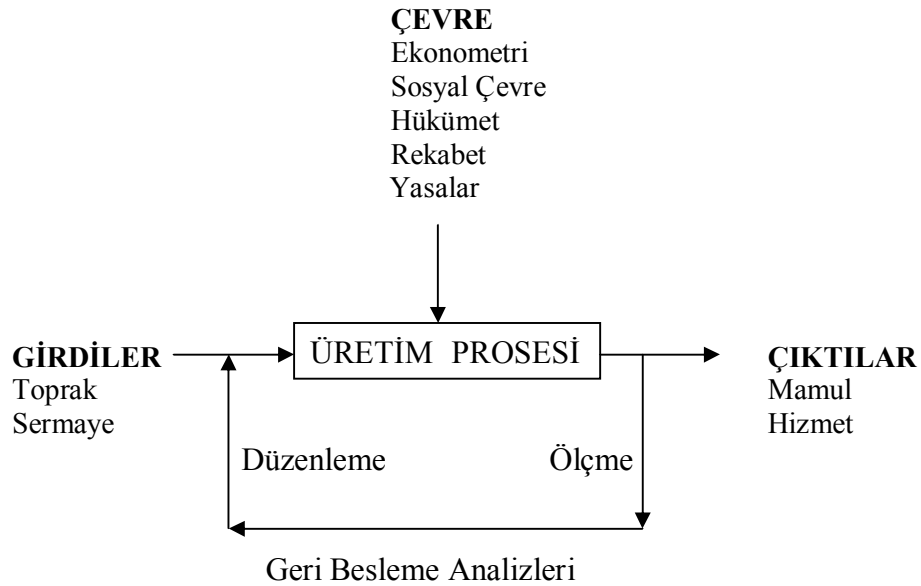 ÇEVRE
Ekonometri
Sosyal Çevre
Hükümet
Rekabet
Yasalar
GİRDİLER
Toprak
Sermaye
ÜRETİM PROSESİ
ÇIKTILAR
Mamul
Hizmet
Düzenleme
Ölçme
Geri Besleme Analizleri